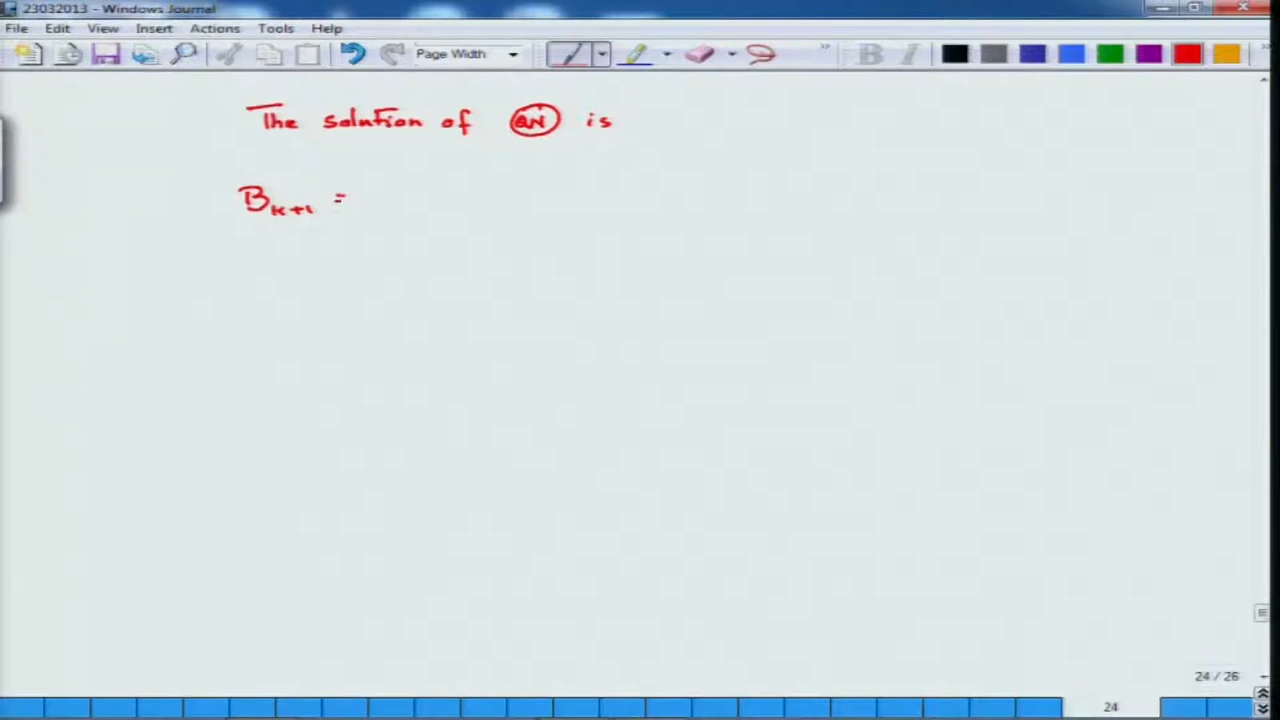 23032013 - Windows Journal
File Edit View Insert Actions Tools Help
Page Width
B I
The solution of is
B_{k+1} =
24 / 26
24